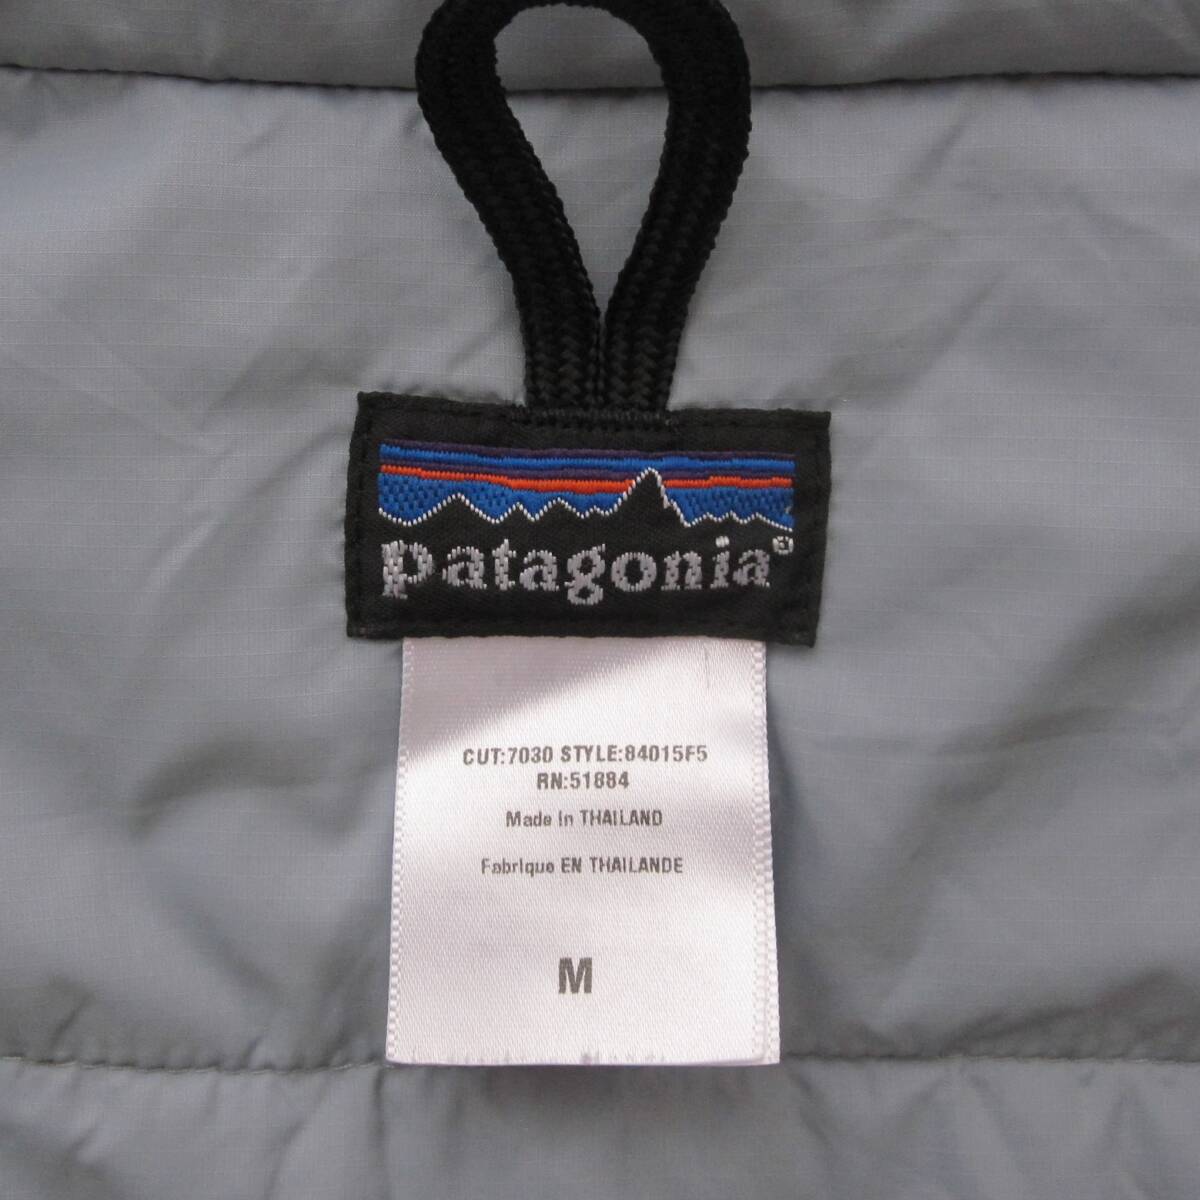 patagonia®
CUT:7030 STYLE:84015F5
RN:51884
Made in THAILAND
Fabrique EN THAILANDE
M